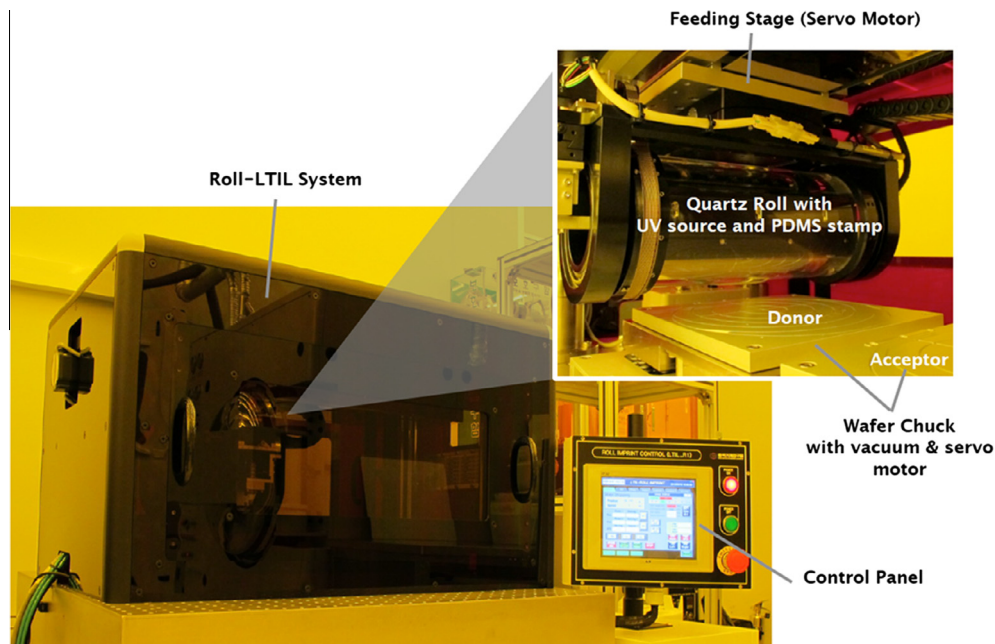 Feeding Stage (Servo Motor)
Roll-LTIL System
Quartz Roll with
UV source and PDMS stamp
Donor
Acceptor
Wafer Chuck
with vacuum & servo
motor
ROLL IMPRINT CONTROL
Control Panel